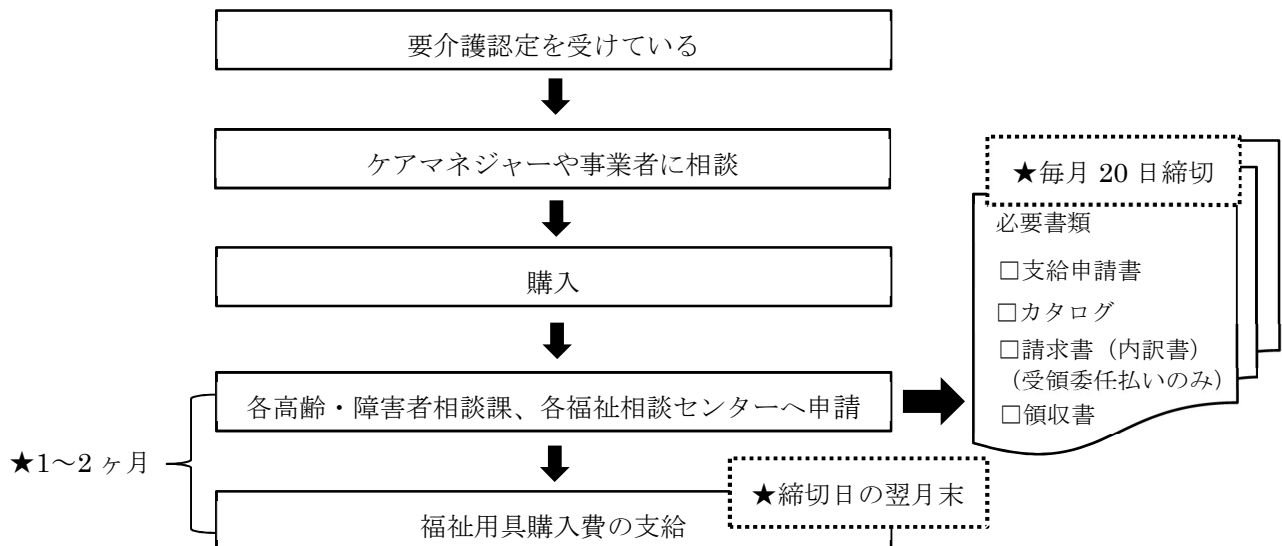 要介護認定を受けている
ケアマネジャーや事業者に相談
購入
各高齢・障害者相談課、各福祉相談センターへ申請
★1～2ヶ月
福祉用具購入費の支給
★締切日の翌月末
★毎月 20 日締切
必要書類
□支給申請書
□カタログ
□請求書（内訳書）
（受領委任払いのみ）
□領収書